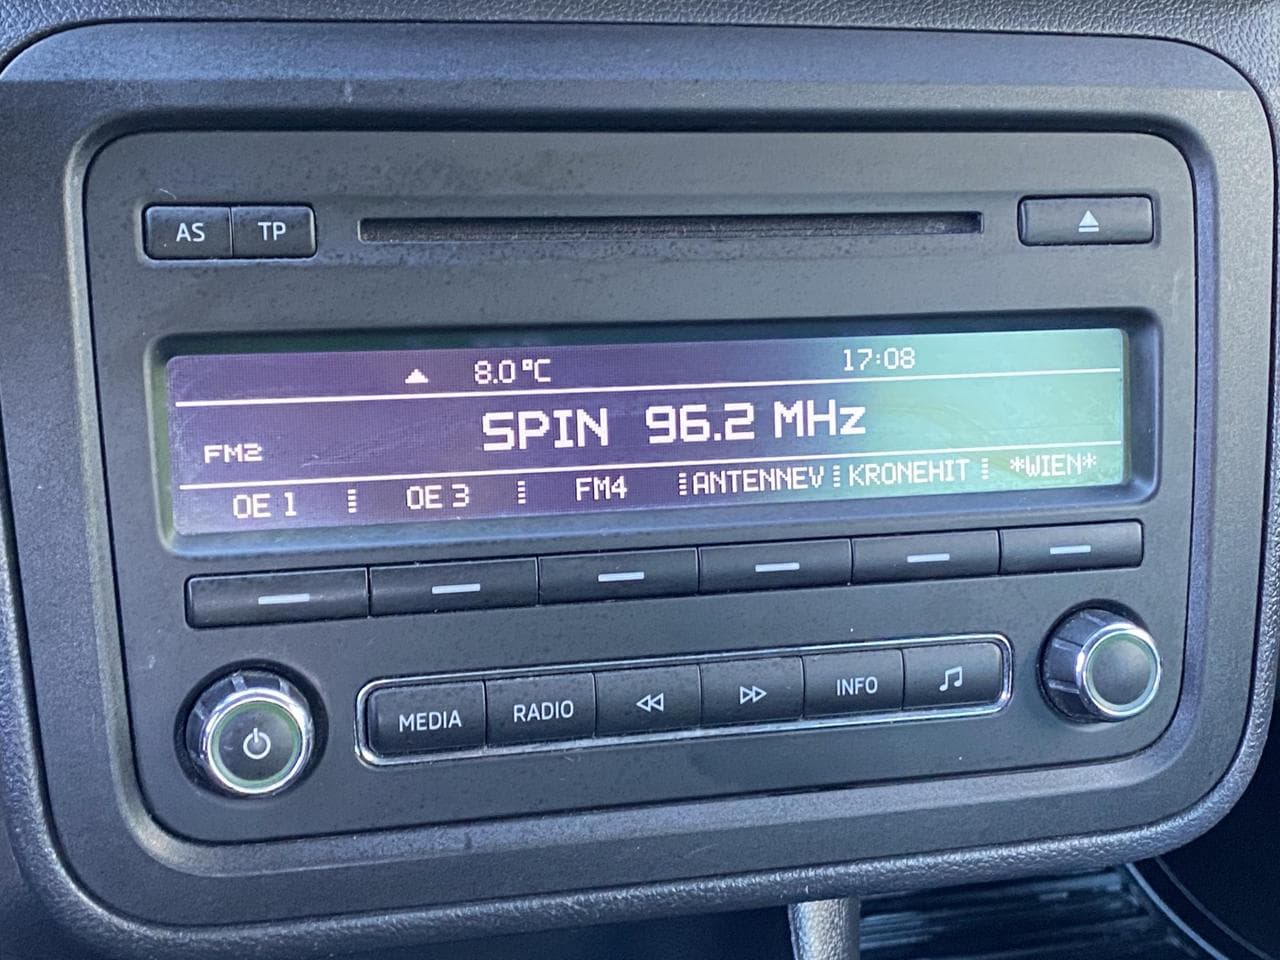 AS TP
8.0 °C 17:08
SPIN 96.2 MHz
FM2
OE 1 OE 3 FM4 ANTENNEV KRONEHIT *WIEN*
MEDIA RADIO INFO